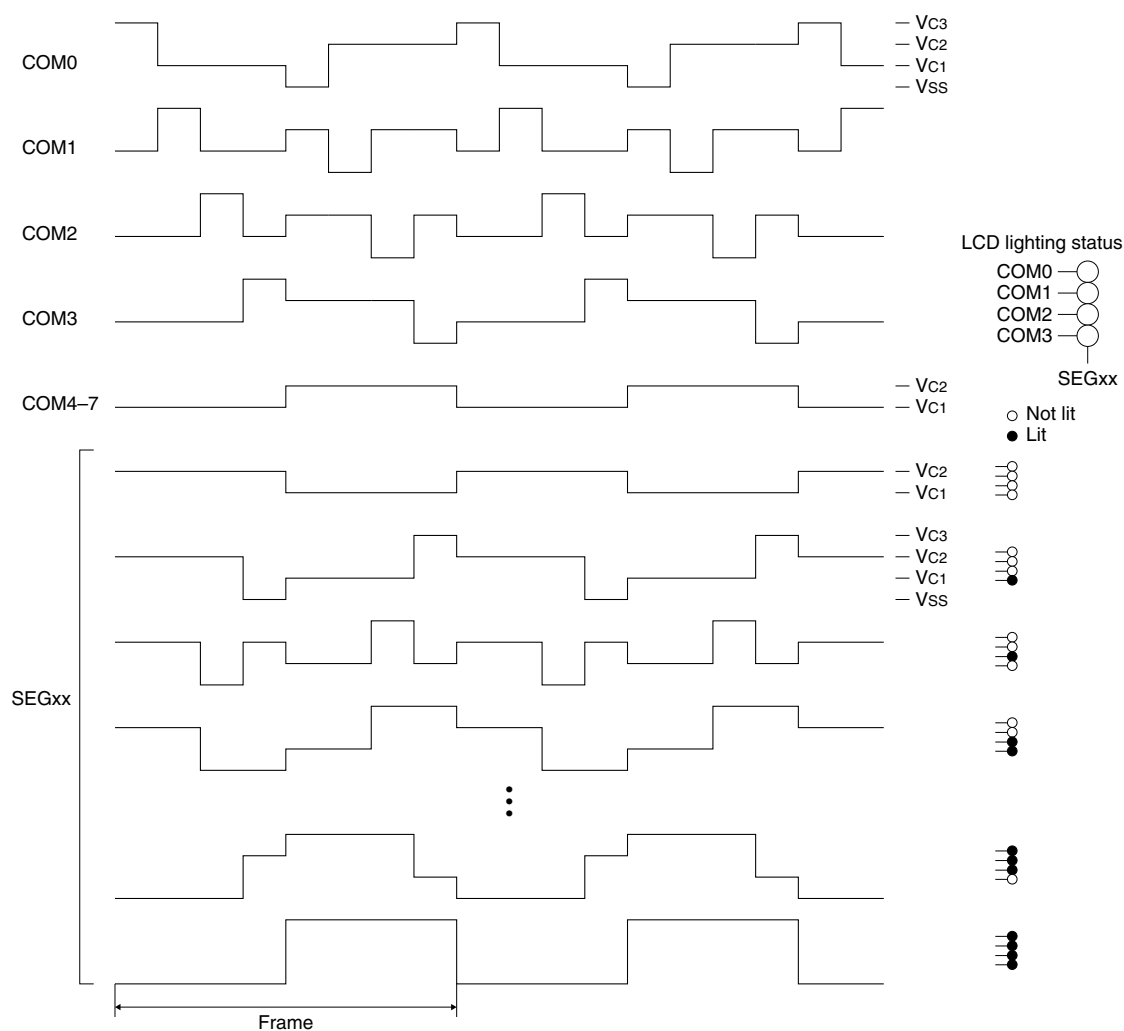 COM0
VC3
VC2
VC1
VSS
COM1
COM2
COM3
COM4–7
VC2
VC1
LCD lighting status
COM0
COM1
COM2
COM3
SEGxx
Not lit
Lit
SEGxx
VC2
VC1
VC3
VC2
VC1
VSS
Frame